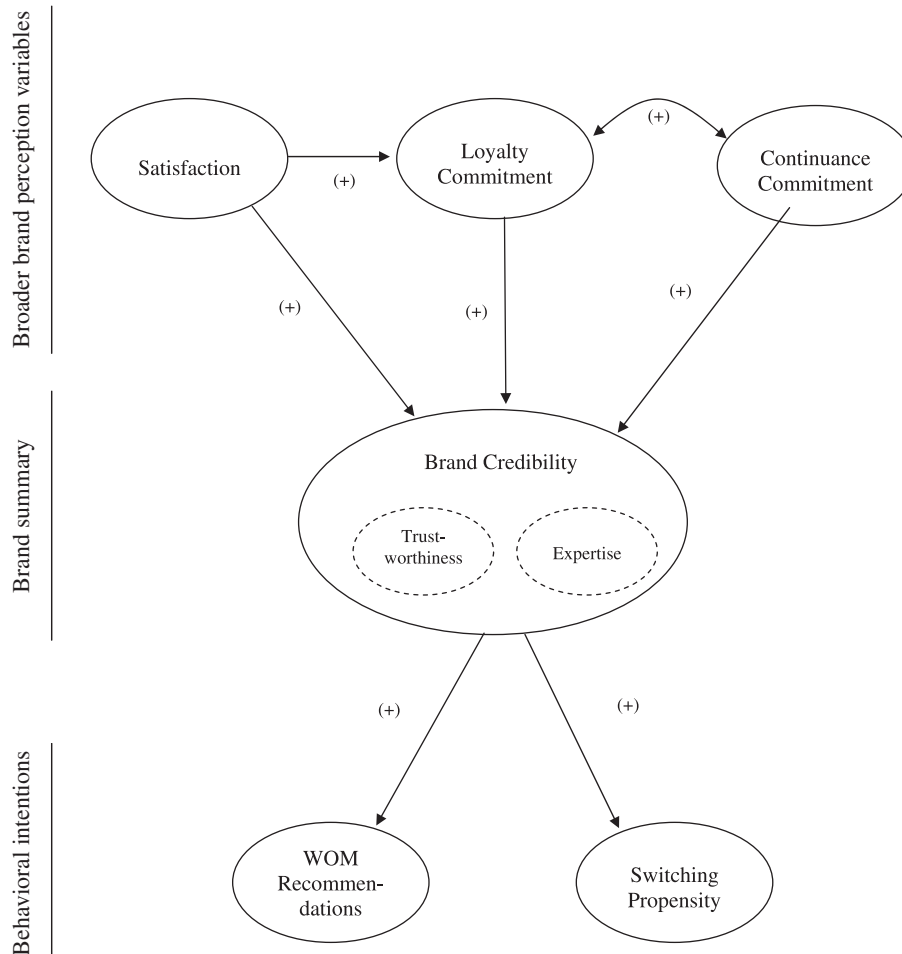 Broader brand perception variables
Satisfaction
(+)
Loyalty
Commitment
(+)
Continuance
Commitment
(+)
(+)
(+)
Brand summary
Brand Credibility
Trust-
worthiness
Expertise
(+)
(+)
Behavioral intentions
WOM
Recommen-
dations
Switching
Propensity